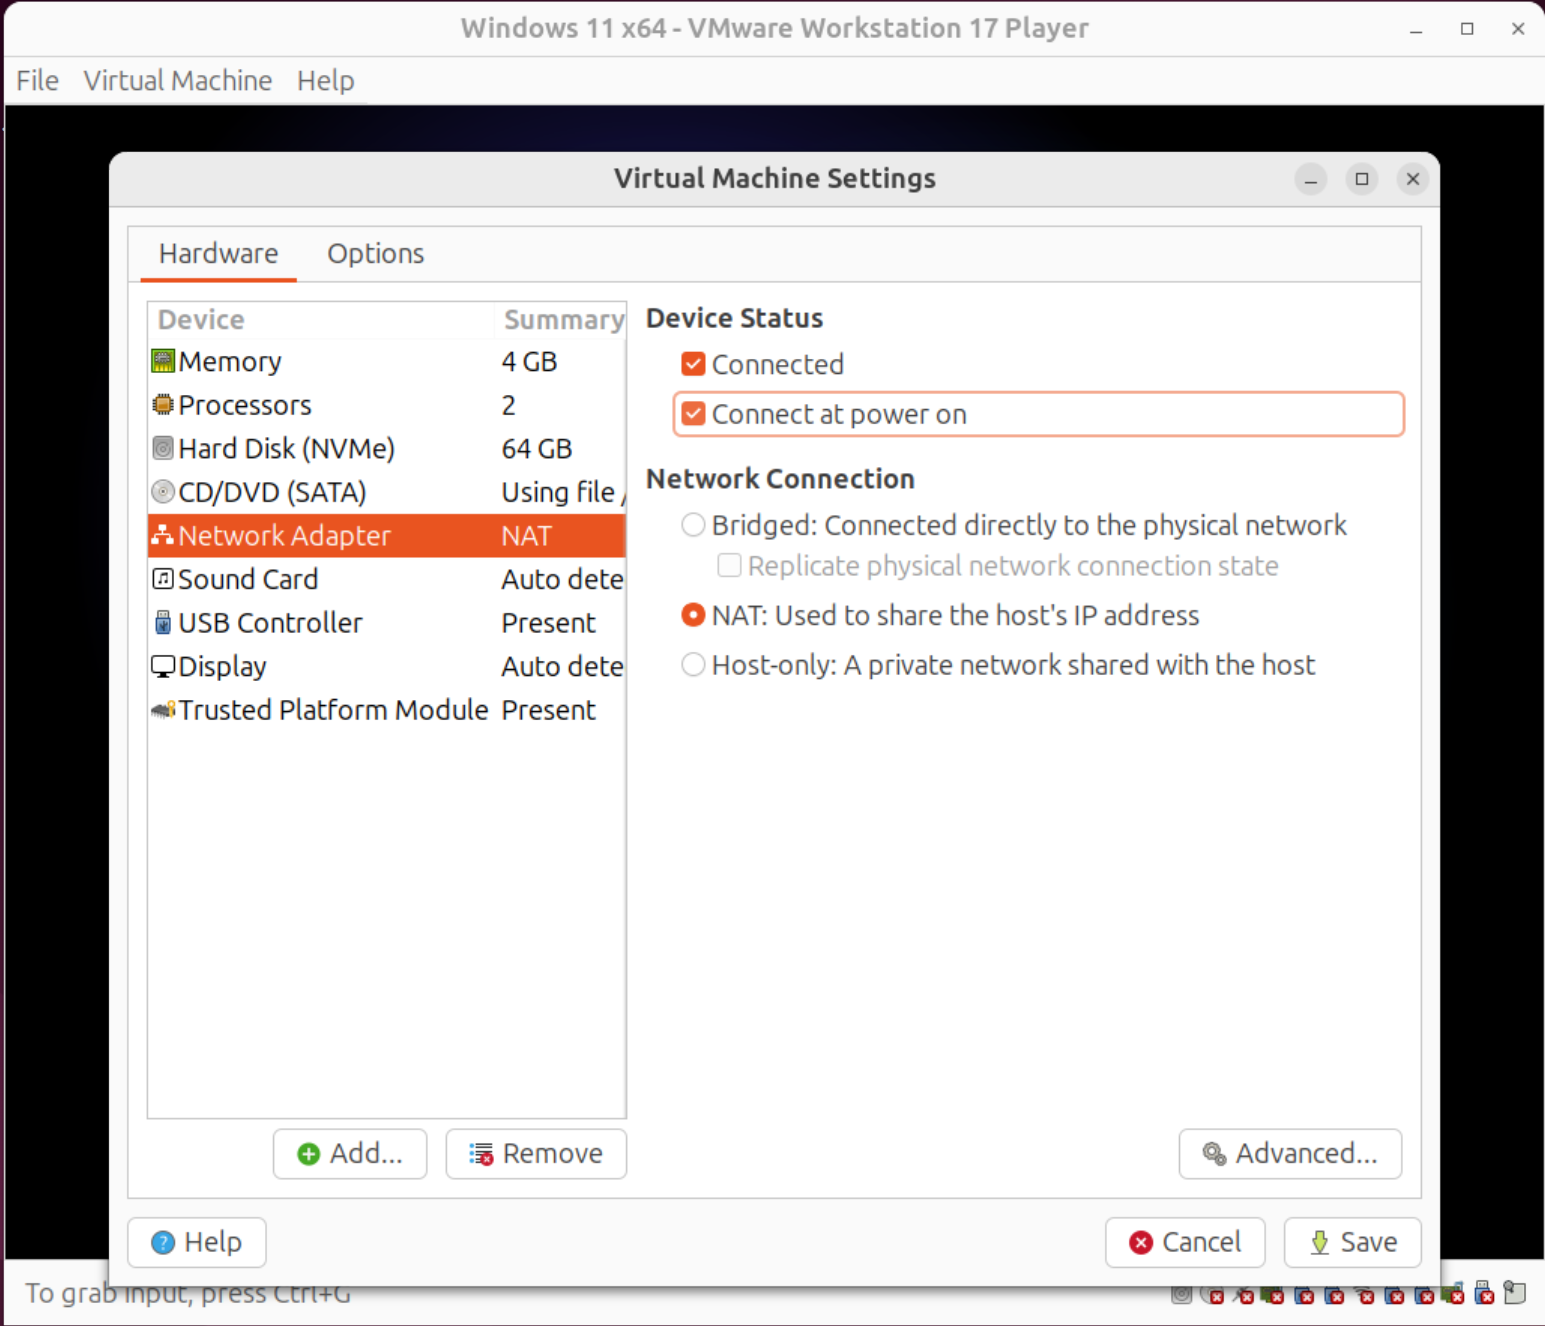 Windows 11 x64 - VMware Workstation 17 Player
File Virtual Machine Help
Virtual Machine Settings
Hardware Options
Device Summary
Memory 4 GB
Processors 2
Hard Disk (NVMe) 64 GB
CD/DVD (SATA) Using file /
Network Adapter NAT
Sound Card Auto dete
USB Controller Present
Display Auto dete
Trusted Platform Module Present
Device Status
Connected
Connect at power on
Network Connection
Bridged: Connected directly to the physical network
Replicate physical network connection state
NAT: Used to share the host's IP address
Host-only: A private network shared with the host
Add... Remove Advanced...
Help Cancel Save
To grab input, press Ctrl+G